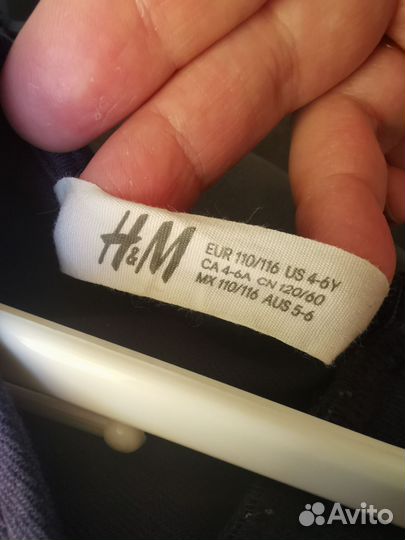 H&M
EUR 110/116 US 4-6Y
CA 4-6A CN 120/60
MX 110/116 AUS 5-6
Avito